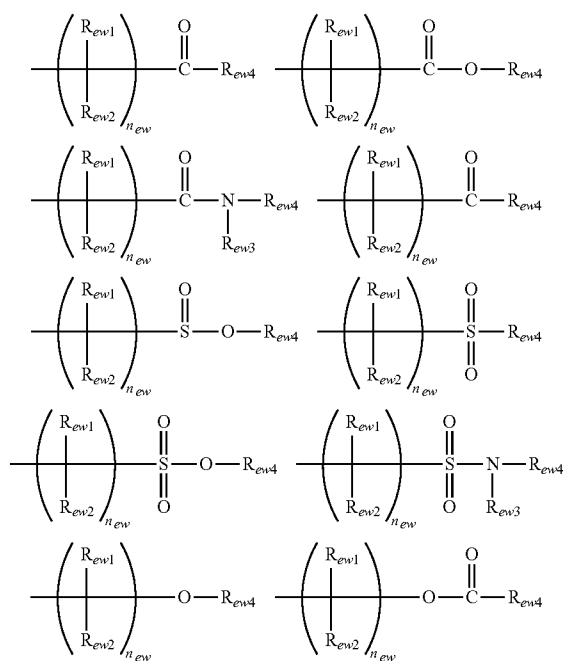 R_ew1 O R_ew1 O
( C R_ew4 ( C O R_ew4
R_ew2 )n_ew R_ew2 )n_ew
R_ew1 O R_ew1 O
( C N R_ew4 ( C R_ew4
R_ew2 )n_ew R_ew3 R_ew2 )n_ew
R_ew1 O R_ew1 O
( S O R_ew4 ( S R_ew4
R_ew2 )n_ew R_ew2 )n_ew O
R_ew1 O R_ew1 O
( S O R_ew4 ( S N R_ew4
R_ew2 )n_ew O R_ew2 )n_ew O R_ew3
R_ew1 R_ew1 O
( O R_ew4 ( O C R_ew4
R_ew2 )n_ew R_ew2 )n_ew